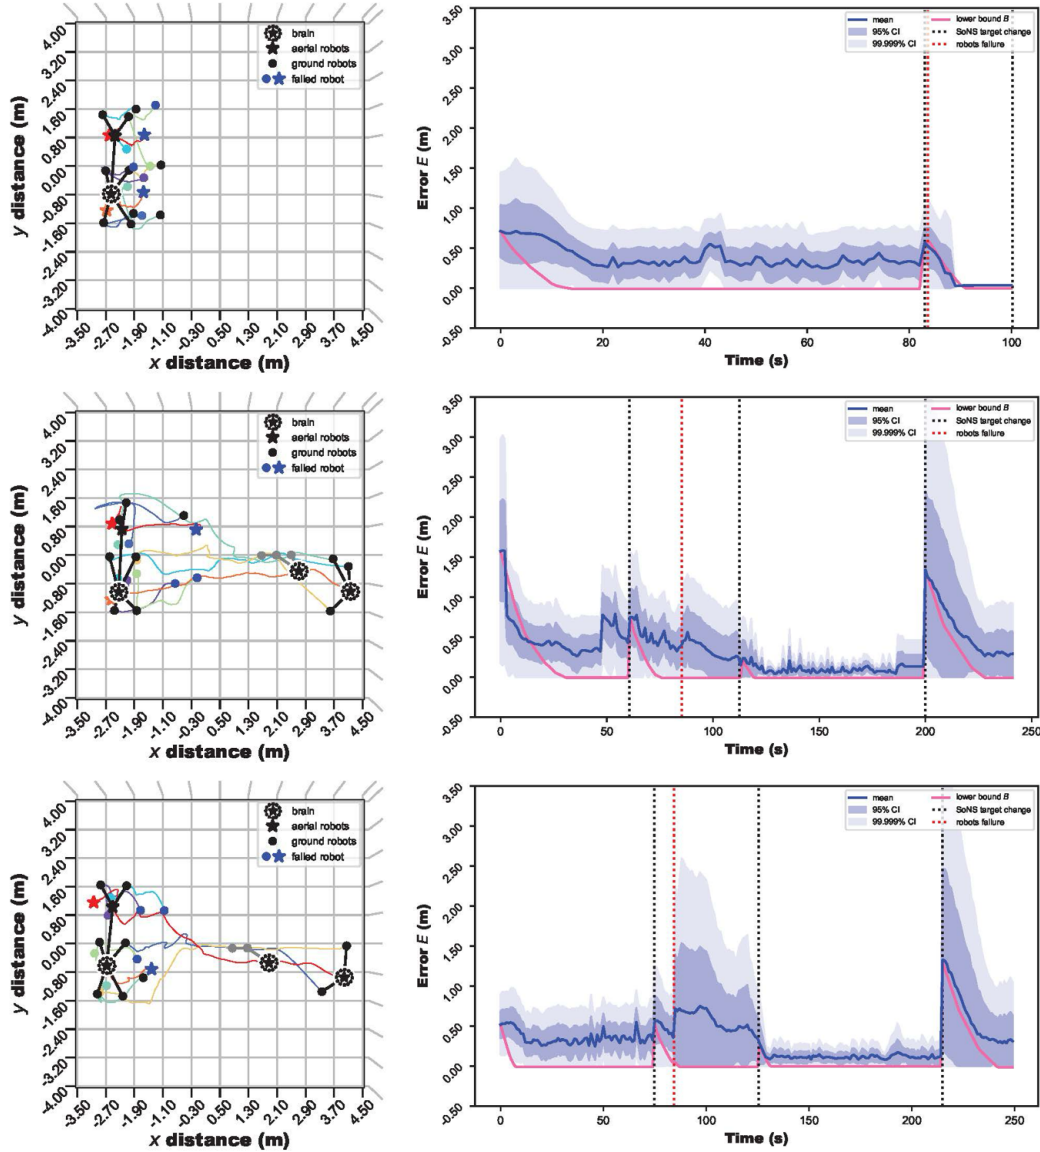 4.00
3.20
2.40
1.60
0.80
0.00
-0.80
-1.60
-2.40
-3.20
-4.00
y distance (m)
brain
aerial robots
ground robots
failed robot
-3.50 -2.70 -1.90 -1.10 -0.30 0.50 1.30 2.10 2.90 3.70 4.50
x distance (m)
3.50
3.00
2.50
2.00
1.50
1.00
0.50
0.00
-0.50
Error E (m)
mean
95% CI
99.999% CI
lower bound B
SoNS target change
robots failure
0 20 40 60 80 100
Time (s)
4.00
3.20
2.40
1.60
0.80
0.00
-0.80
-1.60
-2.40
-3.20
-4.00
y distance (m)
brain
aerial robots
ground robots
failed robot
-3.50 -2.70 -1.90 -1.10 -0.30 0.50 1.30 2.10 2.90 3.70 4.50
x distance (m)
3.50
3.00
2.50
2.00
1.50
1.00
0.50
0.00
-0.50
Error E (m)
mean
95% CI
99.999% CI
lower bound B
SoNS target change
robots failure
0 50 100 150 200 250
Time (s)
4.00
3.20
2.40
1.60
0.80
0.00
-0.80
-1.60
-2.40
-3.20
-4.00
y distance (m)
brain
aerial robots
ground robots
failed robot
-3.50 -2.70 -1.90 -1.10 -0.30 0.50 1.30 2.10 2.90 3.70 4.50
x distance (m)
3.50
3.00
2.50
2.00
1.50
1.00
0.50
0.00
-0.50
Error E (m)
mean
95% CI
99.999% CI
lower bound B
SoNS target change
robots failure
0 50 100 150 200 250
Time (s)